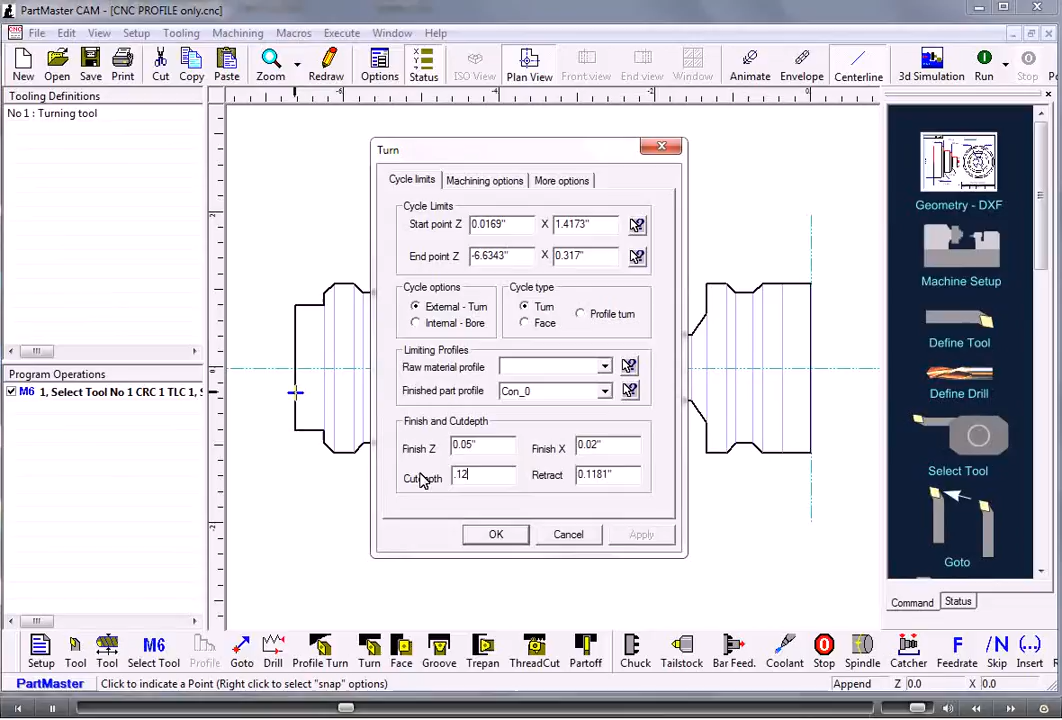 PartMaster CAM - [CNC PROFILE only.cnc]
File Edit View Setup Tooling Machining Macros Execute Window Help
New Open Save Print Cut Copy Paste Zoom Redraw Options Status ISO View Plan View Front view End view Window Animate Envelope Centerline 3d Simulation Run Stop
Tooling Definitions
No 1 : Turning tool
Program Operations
M6 1, Select Tool No 1 CRC 1 TLC 1,
Turn
Cycle limits Machining options More options
Cycle Limits
Start point Z 0.0169" X 1.4173"
End point Z -6.6343" X 0.317"
Cycle options Cycle type
External - Turn Turn Profile turn
Internal - Bore Face
Limiting Profiles
Raw material profile
Finished part profile Con_0
Finish and Cutdepth
Finish Z 0.05" Finish X 0.02"
Cutdepth .12 Retract 0.1181"
OK Cancel Apply
Geometry - DXF
Machine Setup
Define Tool
Define Drill
Select Tool
Goto
Command Status
Setup Tool Tool Select Tool Profile Goto Drill Profile Turn Turn Face Groove Trepan ThreadCut Partoff Chuck Tailstock Bar Feed. Coolant Stop Spindle Catcher Feedrate Skip Insert
PartMaster Click to indicate a Point (Right click to select "snap" options) Append Z 0.0 X 0.0